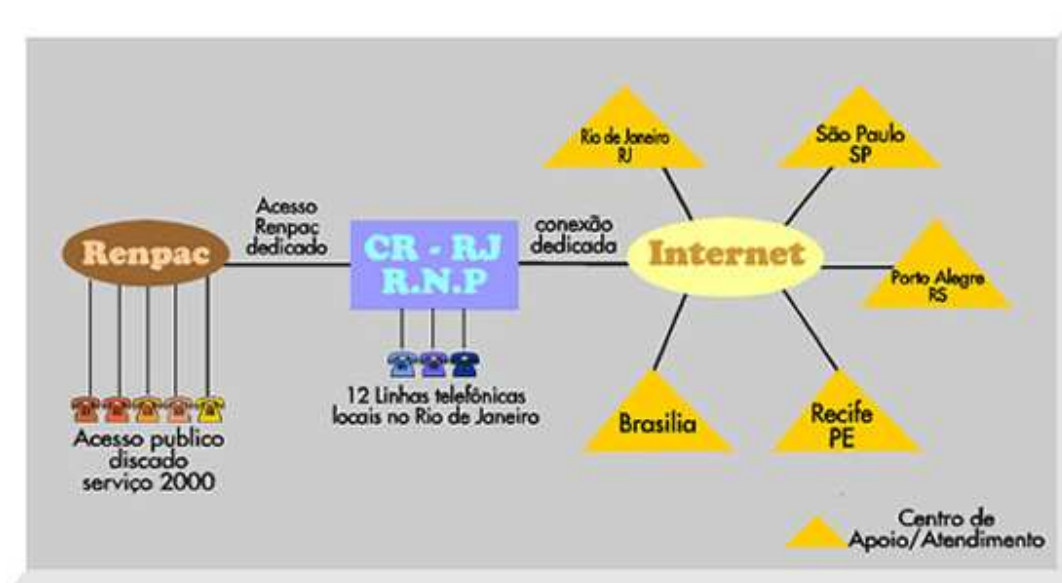 Renpac
Acesso
Renpac
dedicado
CR - RJ
R.N.P
conexão
dedicada
Internet
Rio de Janeiro
RJ
São Paulo
SP
Porto Alegre
RS
Brasilia
Recife
PE
12 Linhas telefônicas
locais no Rio de Janeiro
Acesso publico
discado
serviço 2000
Centro de
Apoio/Atendimento